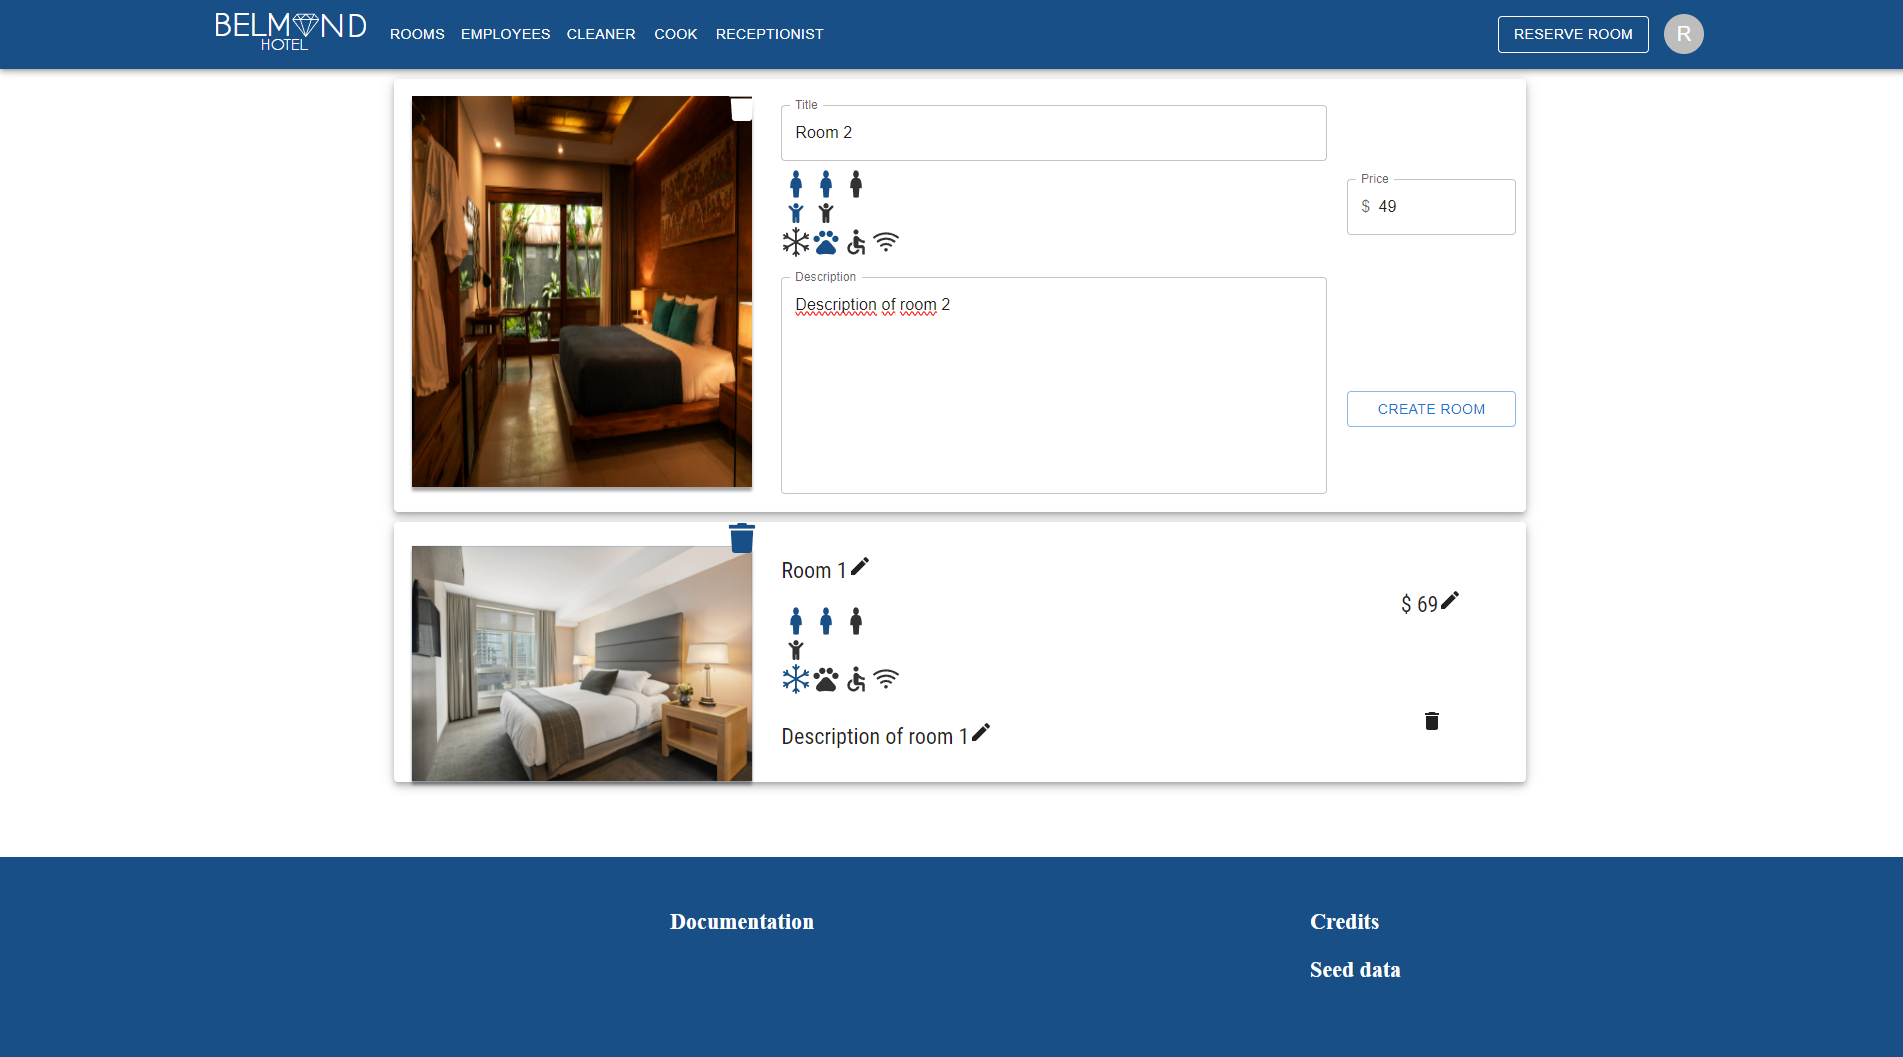 BELMOND
HOTEL
ROOMS EMPLOYEES CLEANER COOK RECEPTIONIST
RESERVE ROOM
R
Title
Room 2
Price
$ 49
Description
Description of room 2
CREATE ROOM
Room 1
$ 69
Description of room 1
Documentation
Credits
Seed data